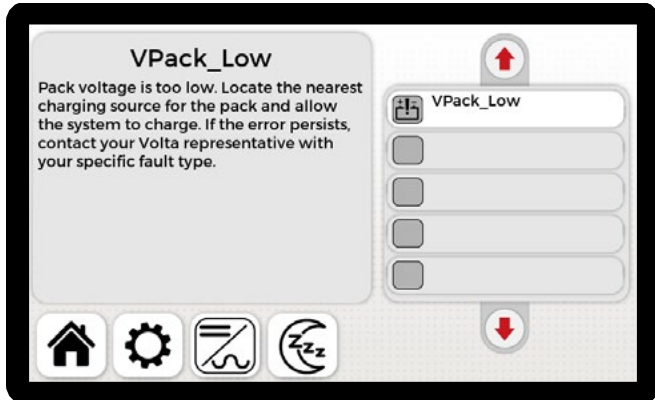 VPack_Low
Pack voltage is too low. Locate the nearest
charging source for the pack and allow
the system to charge. If the error persists,
contact your Volta representative with
your specific fault type.
VPack_Low
Zzz